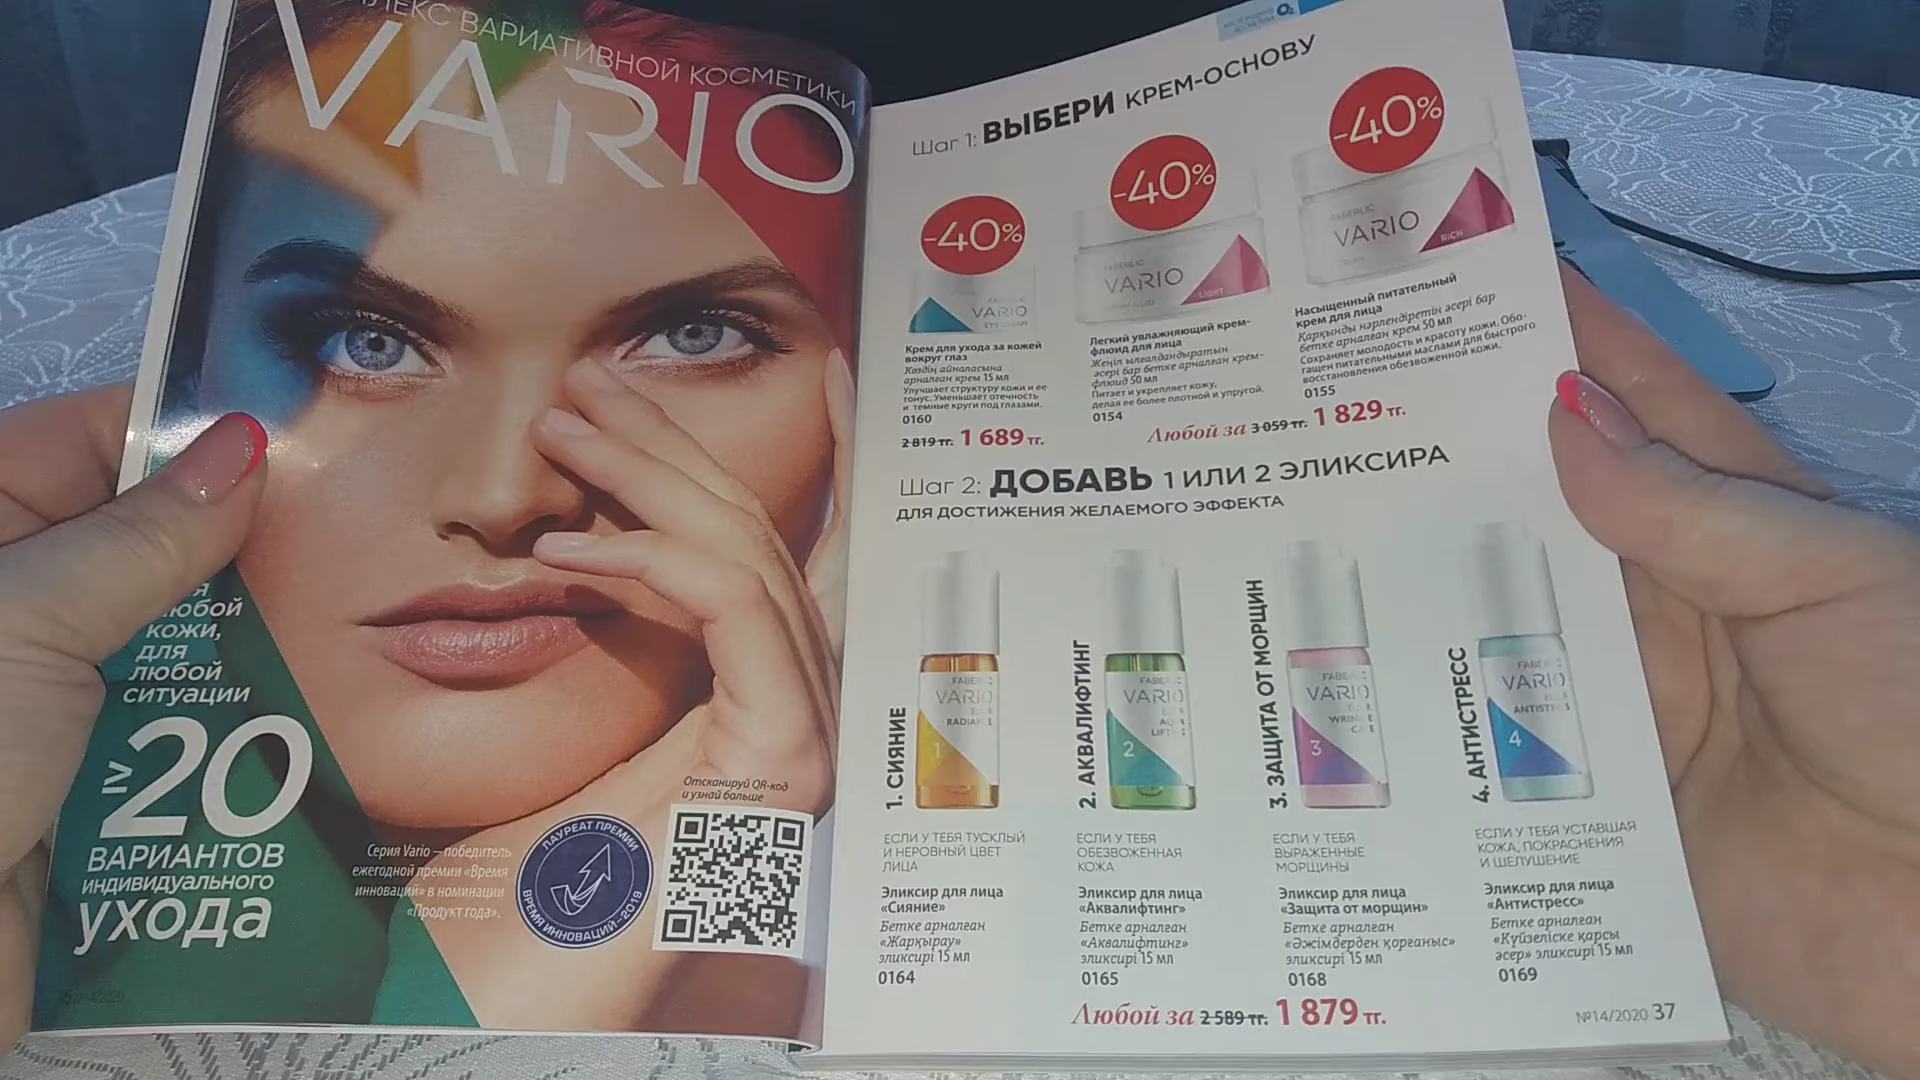 ВАРИАТИВНОЙ КОСМЕТИКИ
VARIO
ЛЮБОЙ
КОЖИ,
ДЛЯ
ЛЮБОЙ
СИТУАЦИИ
≥20
ВАРИАНТОВ
ИНДИВИДУАЛЬНОГО
УХОДА
Серия Vario – победитель
ежегодной премии «Время
инноваций» в номинации
«Продукт года».
ЛАУРЕАТ ПРЕМИИ
ВРЕМЯ ИННОВАЦИЙ–2019
Отсканируй QR-код
и узнай больше
№14/2020
Шаг 1: ВЫБЕРИ КРЕМ-ОСНОВУ
-40%
-40%
-40%
VARIO
FABERLIC
VARIO
LIGHT
FABERLIC
VARIO
RICH
Крем для ухода за кожей
вокруг глаз
Көздің айналасына
арналған крем 15 мл
Улучшает структуру кожи и ее
тонус. Уменьшает отечность
и темные круги под глазами.
0160
2 819 тг. 1 689 тг.
Легкий увлажняющий крем-
флюид для лица
Жеңіл ылғалдандыратын
әсері бар бетке арналған крем-
флюид 50 мл
Питает и укрепляет кожу,
делая ее более плотной и упругой.
0154
Насыщенный питательный
крем для лица
Қарқынды нәрлендіретін әсері бар
бетке арналған крем 50 мл
Сохраняет молодость и красоту кожи. Обо-
гащен питательными маслами для быстрого
восстановления обезвоженной кожи.
0155
Любой за 3 059 тг. 1 829 тг.
Шаг 2: ДОБАВЬ 1 ИЛИ 2 ЭЛИКСИРА
ДЛЯ ДОСТИЖЕНИЯ ЖЕЛАЕМОГО ЭФФЕКТА
1. СИЯНИЕ
VARIO
1
2. АКВАЛИФТИНГ
VARIO
2
3. ЗАЩИТА ОТ МОРЩИН
VARIO
3
4. АНТИСТРЕСС
VARIO
4
ЕСЛИ У ТЕБЯ ТУСКЛЫЙ
И НЕРОВНЫЙ ЦВЕТ
ЛИЦА
Эликсир для лица
«Сияние»
Бетке арналған
«Жарқырау»
эликсирі 15 мл
0164
ЕСЛИ У ТЕБЯ
ОБЕЗВОЖЕННАЯ
КОЖА
Эликсир для лица
«Аквалифтинг»
Бетке арналған
«Аквалифтинг»
эликсирі 15 мл
0165
ЕСЛИ У ТЕБЯ
ВЫРАЖЕННЫЕ
МОРЩИНЫ
Эликсир для лица
«Защита от морщин»
Бетке арналған
«Әжімдерден қорғаныс»
эликсирі 15 мл
0168
ЕСЛИ У ТЕБЯ УСТАВШАЯ
КОЖА, ПОКРАСНЕНИЯ
И ШЕЛУШЕНИЕ
Эликсир для лица
«Антистресс»
Бетке арналған
«Күйзеліске қарсы
әсер» эликсирі 15 мл
0169
Любой за 2 589 тг. 1 879 тг.
№14/2020 37